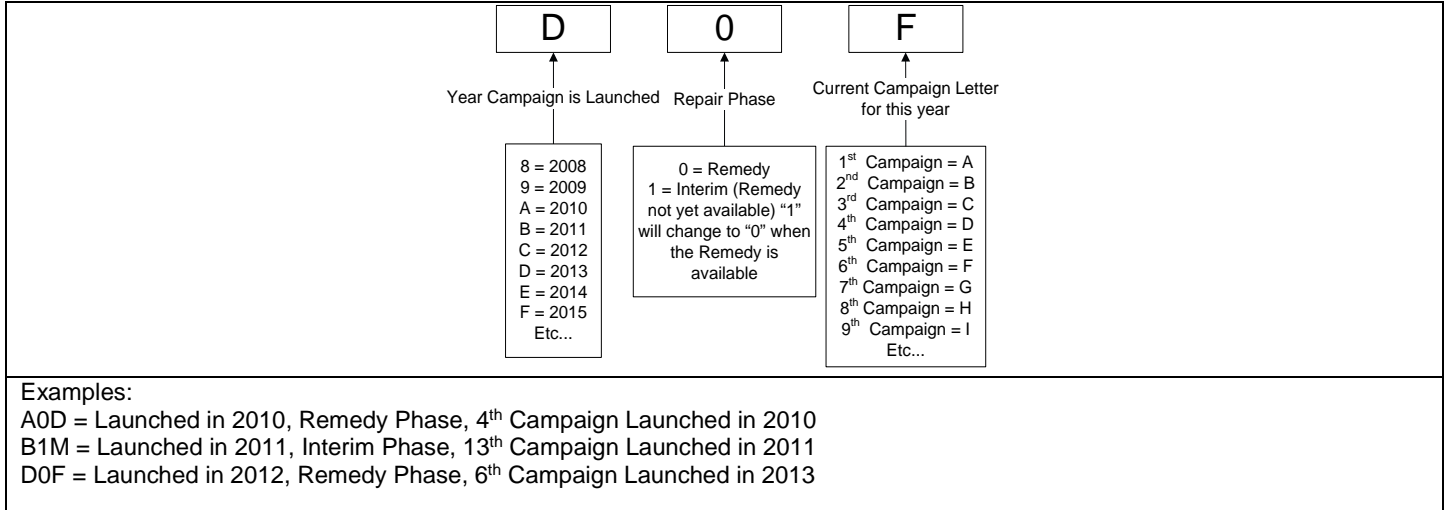 D
0
F
Year Campaign is Launched
Repair Phase
Current Campaign Letter
for this year
8 = 2008
9 = 2009
A = 2010
B = 2011
C = 2012
D = 2013
E = 2014
F = 2015
Etc...
0 = Remedy
1 = Interim (Remedy
not yet available) “1”
will change to “0” when
the Remedy is
available
1st Campaign = A
2nd Campaign = B
3rd Campaign = C
4th Campaign = D
5th Campaign = E
6th Campaign = F
7th Campaign = G
8th Campaign = H
9th Campaign = I
Etc...
Examples:
A0D = Launched in 2010, Remedy Phase, 4th Campaign Launched in 2010
B1M = Launched in 2011, Interim Phase, 13th Campaign Launched in 2011
D0F = Launched in 2012, Remedy Phase, 6th Campaign Launched in 2013